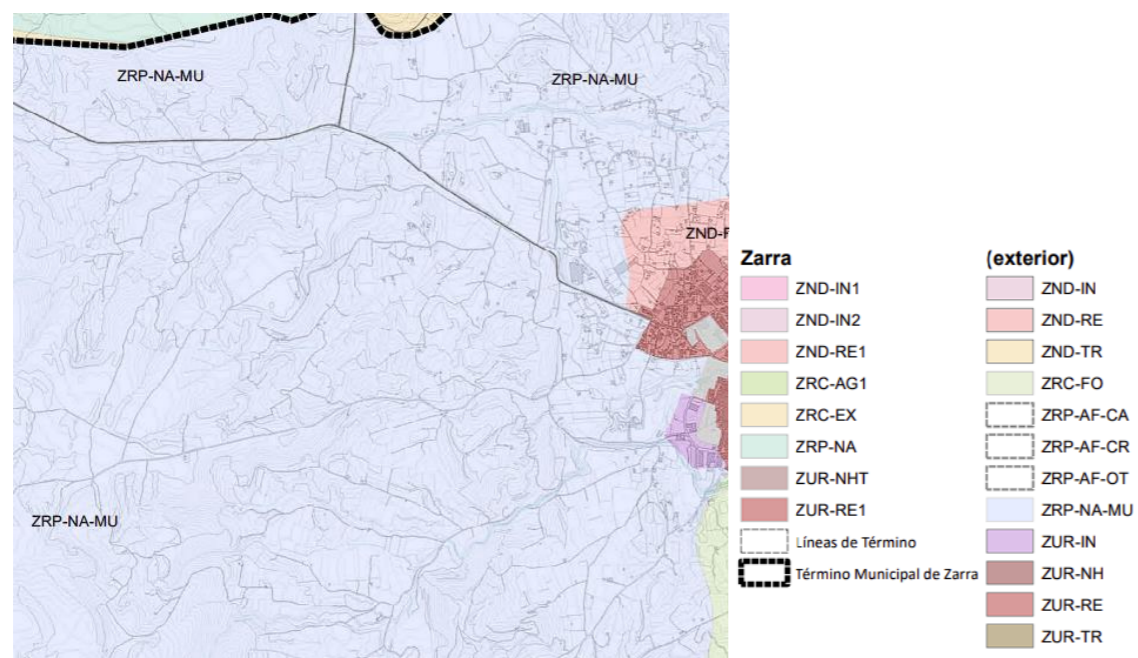 ZRP-NA-MU
ZRP-NA-MU
ZND-F
ZRP-NA-MU
Zarra
ZND-IN1
ZND-IN2
ZND-RE1
ZRC-AG1
ZRC-EX
ZRP-NA
ZUR-NHT
ZUR-RE1
Líneas de Término
Término Municipal de Zarra
(exterior)
ZND-IN
ZND-RE
ZND-TR
ZRC-FO
ZRP-AF-CA
ZRP-AF-CR
ZRP-AF-OT
ZRP-NA-MU
ZUR-IN
ZUR-NH
ZUR-RE
ZUR-TR